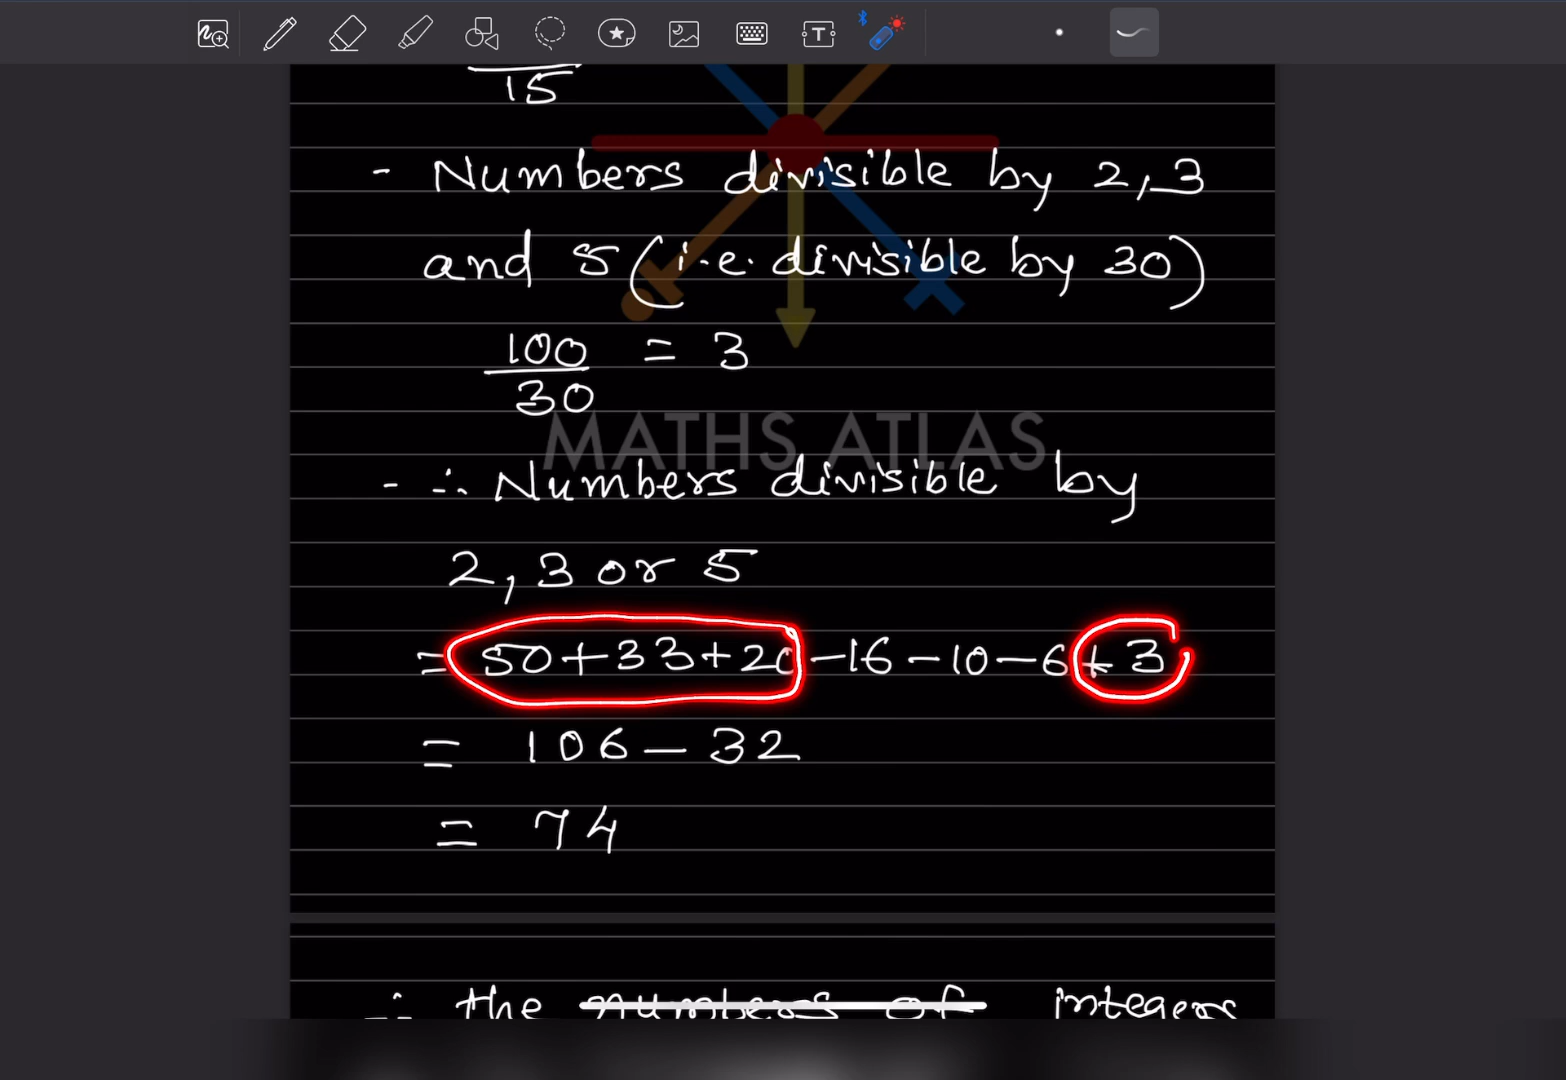 15
- Numbers divisible by 2,3
and 5 (i.e. divisible by 30)
100/30 = 3
MATHS ATLAS
- ∴ Numbers divisible by
2, 3 or 5
= 50+33+20-16-10-6+3
= 106-32
= 74
∴ the numbers of integers